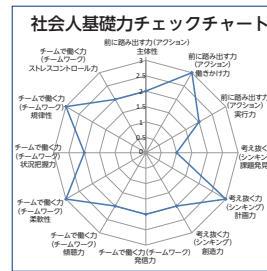 社会人基礎力チェックチャート
前に踏み出す力(アクション)
主体性
前に踏み出す力
(アクション)
働きかけ力
前に踏み出す力
(アクション)
実行力
考え抜く力
(シンキング)
課題発見
考え抜く力
(シンキング)
計画力
考え抜く力
(シンキング)
創造力
チームで働く力(チームワーク)
発信力
チームで働く力
(チームワーク)
傾聴力
チームで働く力
(チームワーク)
柔軟性
チームで働く力
(チームワーク)
状況把握力
チームで働く力
(チームワーク)
規律性
チームで働く力
(チームワーク)
ストレスコントロール力
3
2.5
2
1.5
1
0.5
0